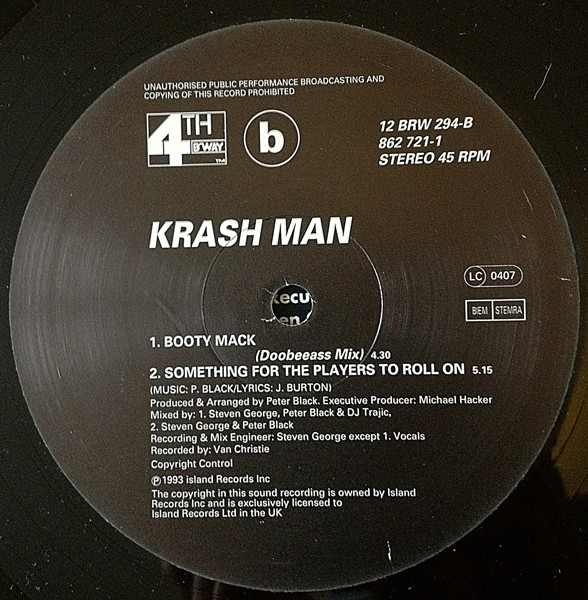 UNAUTHORISED PUBLIC PERFORMANCE BROADCASTING AND
COPYING OF THIS RECORD PROHIBITED
4TH
B'WAY
TM
b
12 BRW 294-B
862 721-1
STEREO 45 RPM
KRASH MAN
LC 0407
BIEM STEMRA
ecu
en
1. BOOTY MACK
(Doobeeass Mix) 4.30
2. SOMETHING FOR THE PLAYERS TO ROLL ON 5.15
(MUSIC: P. BLACK/LYRICS: J. BURTON)
Produced & Arranged by Peter Black. Executive Producer: Michael Hacker
Mixed by: 1. Steven George, Peter Black & DJ Trajic,
2. Steven George & Peter Black
Recording & Mix Engineer: Steven George except 1. Vocals
Recorded by: Van Christie
Copyright Control
Ⓟ1993 island Records Inc
The copyright in this sound recording is owned by Island
Records Inc and is exclusively licensed to
Island Records Ltd in the UK